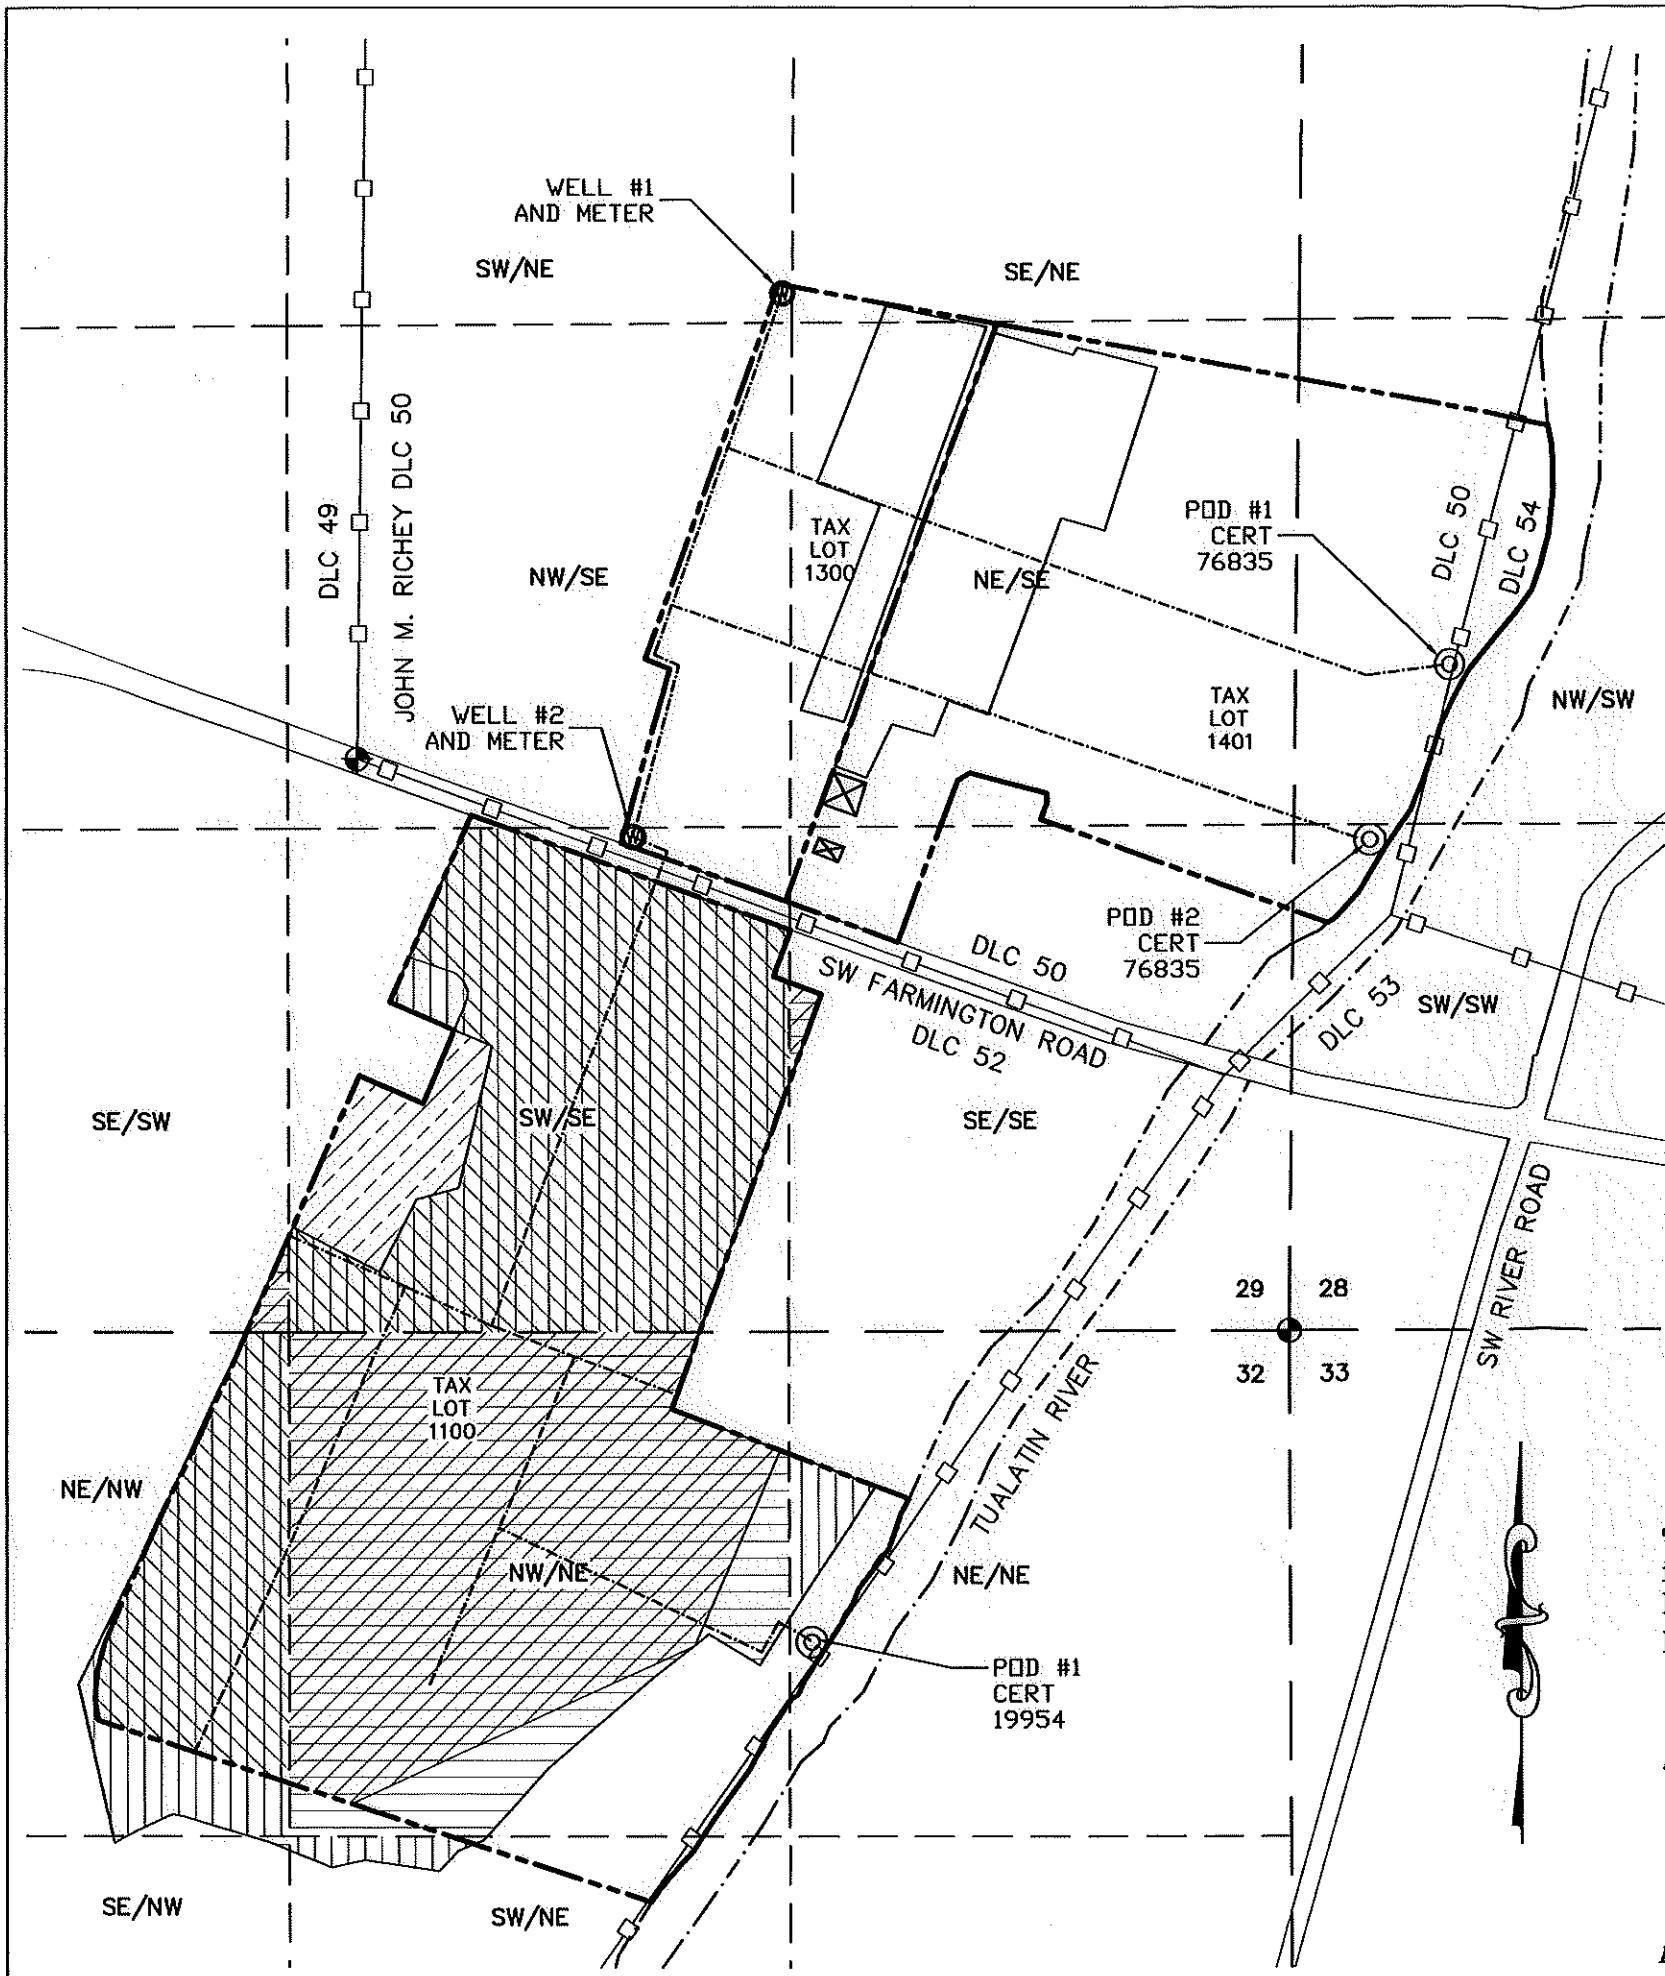 WELL #1
AND METER
SW/NE
SE/NE
DLC 49
JOHN M. RICHEY DLC 50
NW/SE
TAX
LOT
1300
NE/SE
POD #1
CERT
76835
DLC 50
DLC 54
NW/SW
WELL #2
AND METER
TAX
LOT
1401
POD #2
CERT
76835
DLC 50
SW FARMINGTON ROAD
DLC 52
DLC 53
SW/SW
SE/SW
SW/SE
SE/SE
SW RIVER ROAD
29
28
32
33
TUALATIN RIVER
TAX
LOT
1100
NE/NW
NW/NE
NE/NE
POD #1
CERT
19954
SE/NW
SW/NE